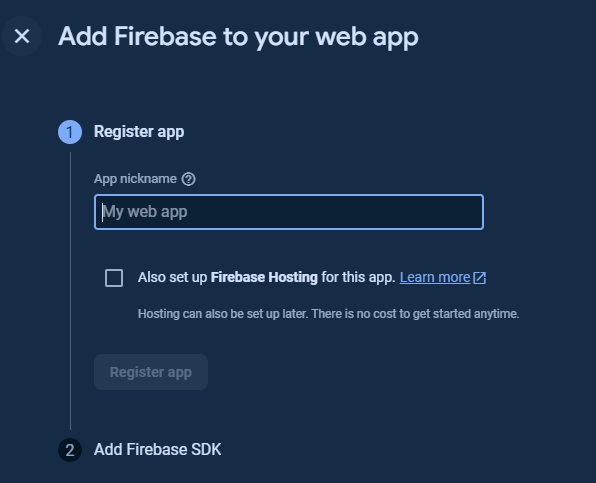 Add Firebase to your web app
1 Register app
App nickname
My web app
Also set up Firebase Hosting for this app. Learn more
Hosting can also be set up later. There is no cost to get started anytime.
Register app
2 Add Firebase SDK